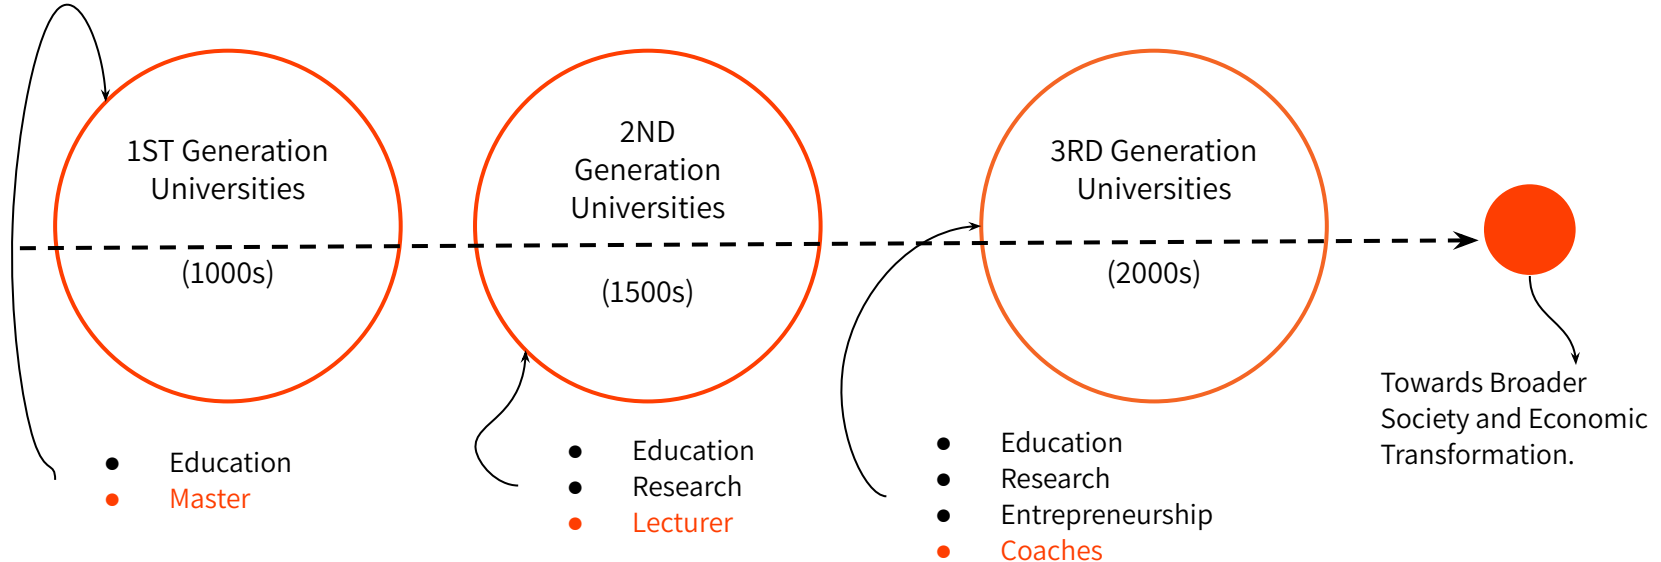 1ST Generation
Universities
(1000s)
2ND
Generation
Universities
(1500s)
3RD Generation
Universities
(2000s)
● Education
● Master
● Education
● Research
● Lecturer
● Education
● Research
● Entrepreneurship
● Coaches
Towards Broader
Society and Economic
Transformation.